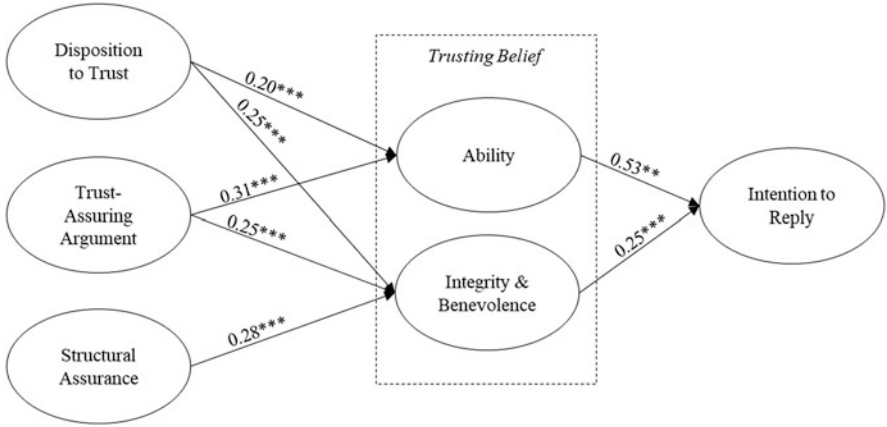 Disposition
to Trust
Trust-
Assuring
Argument
Structural
Assurance
0.20***
0.25***
0.31***
0.25***
0.28***
Trusting Belief
Ability
Integrity &
Benevolence
0.53**
0.25***
Intention to
Reply